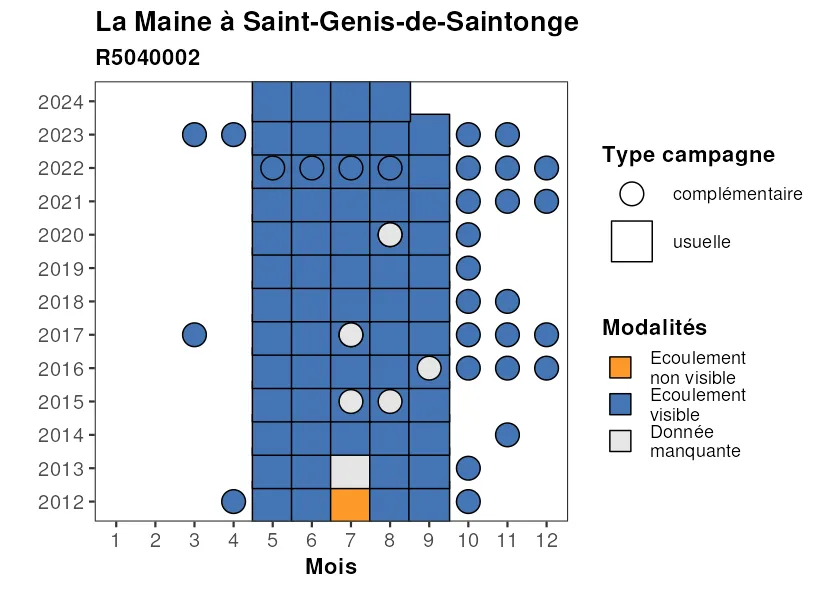 La Maine à Saint-Genis-de-Saintonge
R5040002
2024
2023
2022
2021
2020
2019
2018
2017
2016
2015
2014
2013
2012
1 2 3 4 5 6 7 8 9 10 11 12
Mois
Type campagne
complémentaire
usuelle
Modalités
Ecoulement
non visible
Ecoulement
visible
Donnée
manquante